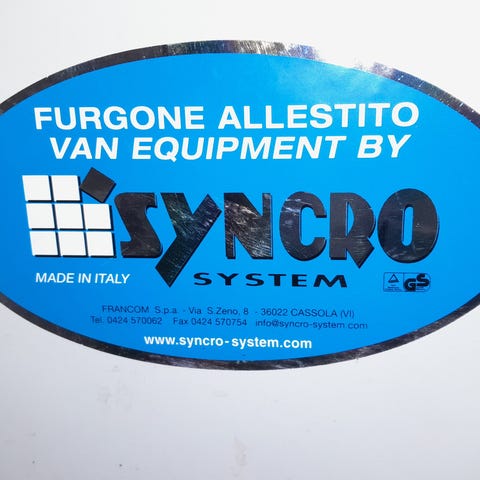 FURGONE ALLESTITO
VAN EQUIPMENT BY
SYNCRO
SYSTEM
MADE IN ITALY
GS
FRANCOM S.p.a. - Via S.Zeno, 8 - 36022 CASSOLA (VI)
Tel. 0424 570062 Fax 0424 570754 info@syncro-system.com
www.syncro-system.com